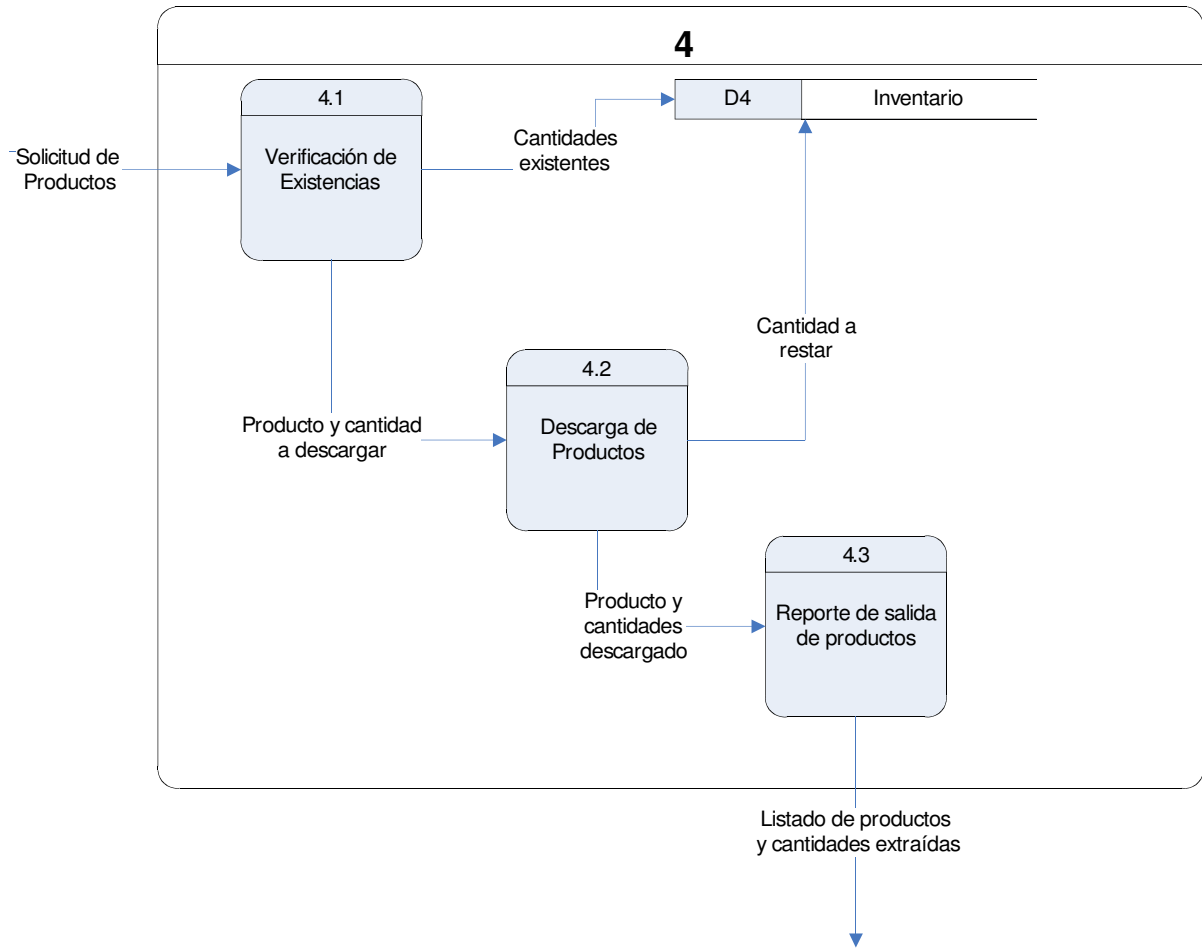 4
4.1
Verificación de
Existencias
D4
Inventario
Cantidades
existentes
Solicitud de
Productos
Cantidad a
restar
4.2
Descarga de
Productos
Producto y cantidad
a descargar
4.3
Reporte de salida
de productos
Producto y
cantidades
descargado
Listado de productos
y cantidades extraídas